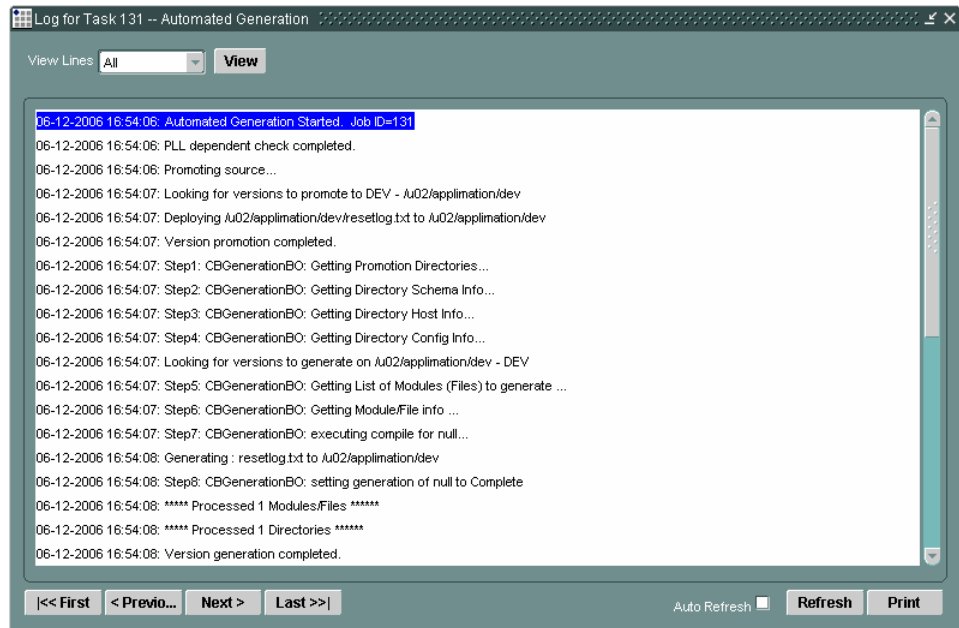 Log for Task 131 -- Automated Generation
View Lines All View
06-12-2006 16:54:06: Automated Generation Started. Job ID=131
06-12-2006 16:54:06: PLL dependent check completed.
06-12-2006 16:54:06: Promoting source...
06-12-2006 16:54:07: Looking for versions to promote to DEV - /u02/applimation/dev
06-12-2006 16:54:07: Deploying /u02/applimation/dev/resetlog.txt to /u02/applimation/dev
06-12-2006 16:54:07: Version promotion completed.
06-12-2006 16:54:07: Step1: CBGenerationBO: Getting Promotion Directories...
06-12-2006 16:54:07: Step2: CBGenerationBO: Getting Directory Schema Info...
06-12-2006 16:54:07: Step3: CBGenerationBO: Getting Directory Host Info...
06-12-2006 16:54:07: Step4: CBGenerationBO: Getting Directory Config Info...
06-12-2006 16:54:07: Looking for versions to generate on /u02/applimation/dev - DEV
06-12-2006 16:54:07: Step5: CBGenerationBO: Getting List of Modules (Files) to generate ...
06-12-2006 16:54:07: Step6: CBGenerationBO: Getting Module/File info ...
06-12-2006 16:54:07: Step7: CBGenerationBO: executing compile for null...
06-12-2006 16:54:08: Generating : resetlog.txt to /u02/applimation/dev
06-12-2006 16:54:08: Step8: CBGenerationBO: setting generation of null to Complete
06-12-2006 16:54:08: ***** Processed 1 Modules/Files ******
06-12-2006 16:54:08: ***** Processed 1 Directories ******
06-12-2006 16:54:08: Version generation completed.
|<< First < Previo... Next > Last >>| Auto Refresh Refresh Print